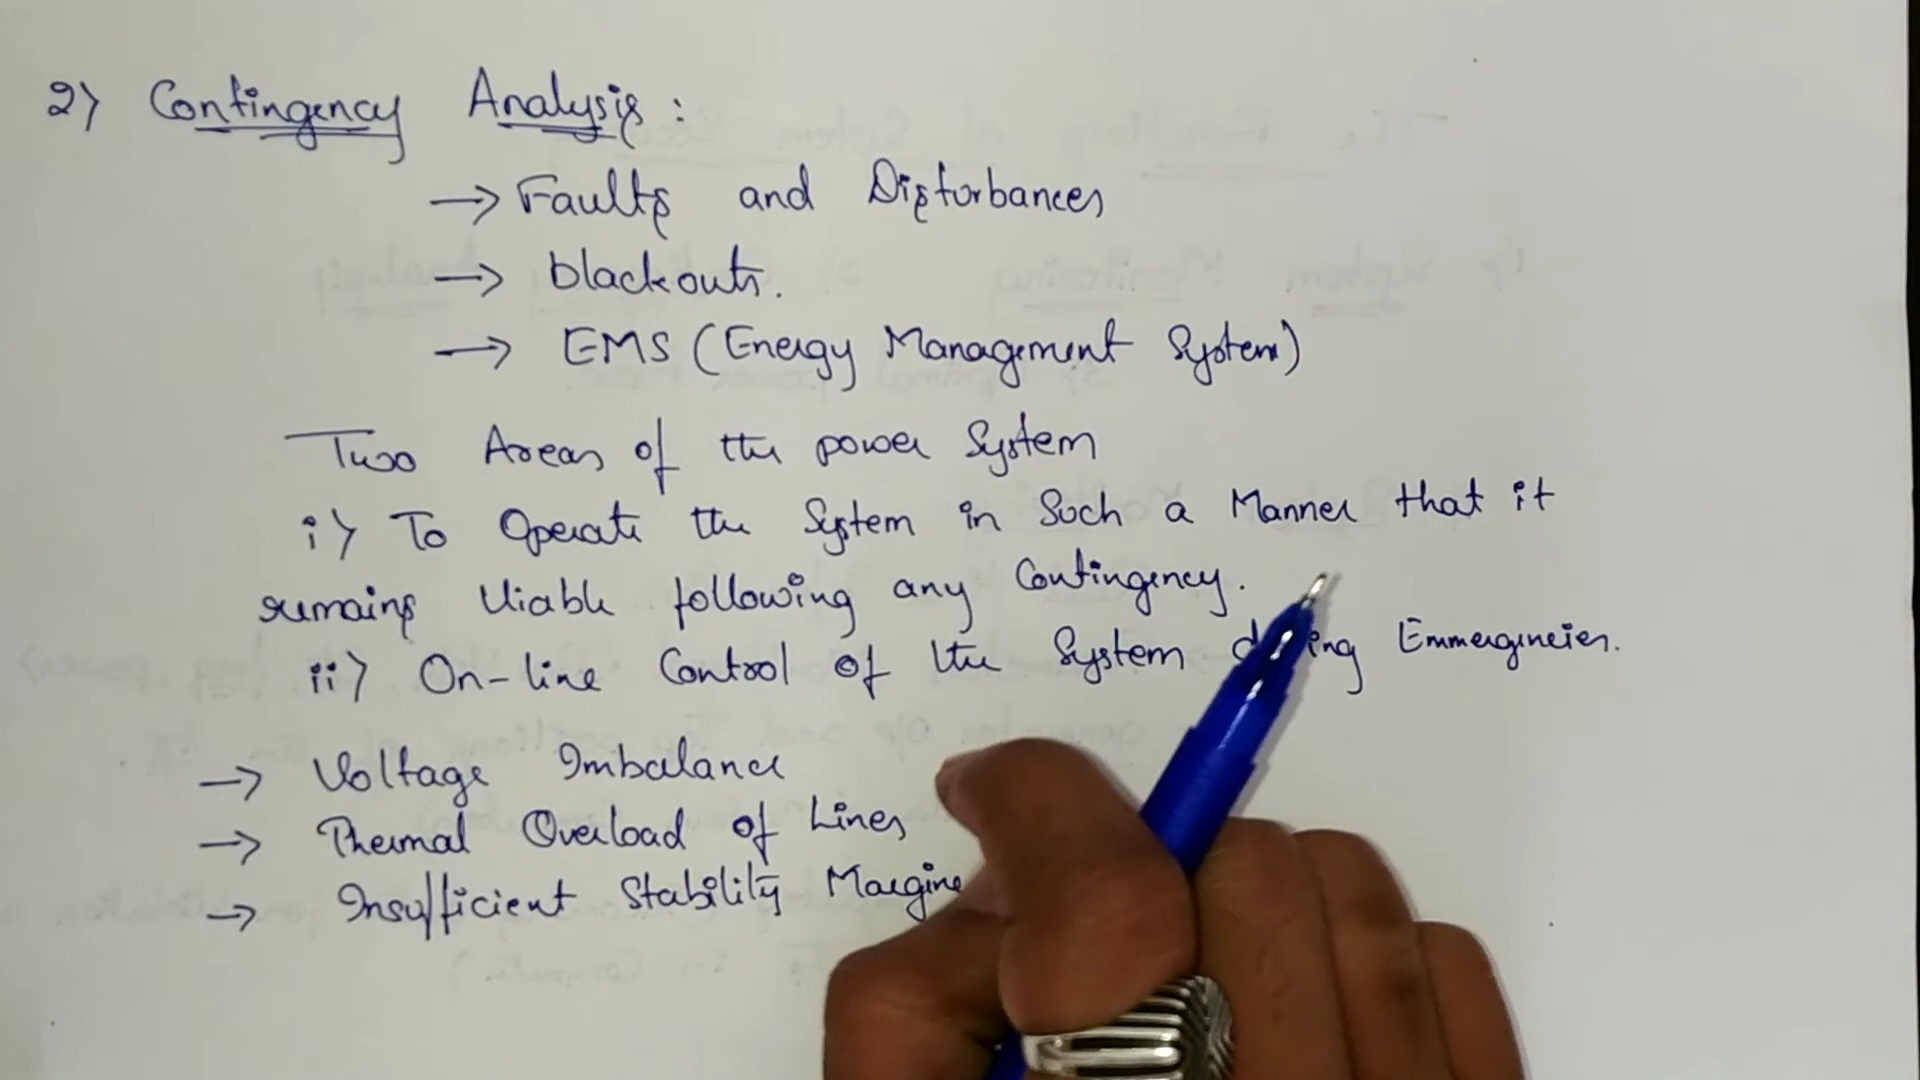 2) Contingency Analysis :
→ Faults and Disturbances
→ blackouts.
→ EMS (Energy Management System)
Two Areas of the power System
i) To Operate the System in Such a Manner that it
remains Viable following any Contingency.
ii) On-line Control of the System Emmergencies.
→ Voltage Imbalance
→ Thermal Overload of Lines
→ Insufficient Stability Margine